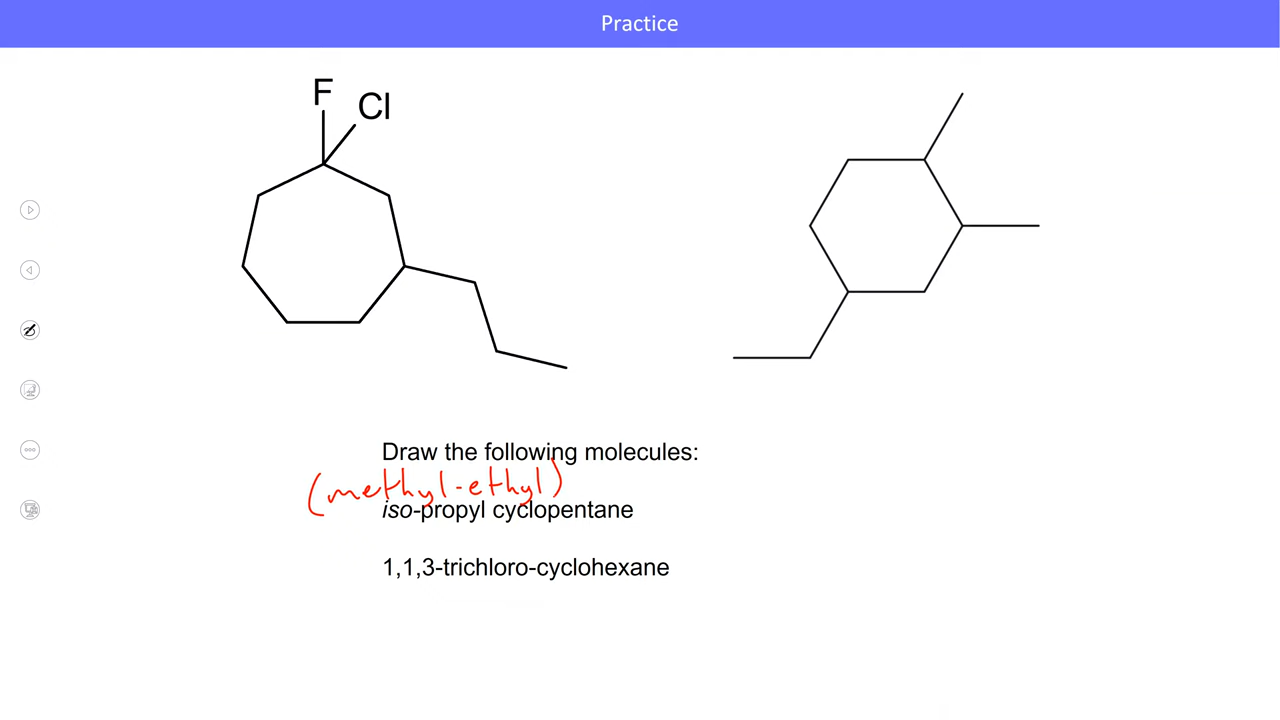 Practice
F
Cl
Draw the following molecules:
(methyl-ethyl)
iso-propyl cyclopentane
1,1,3-trichloro-cyclohexane